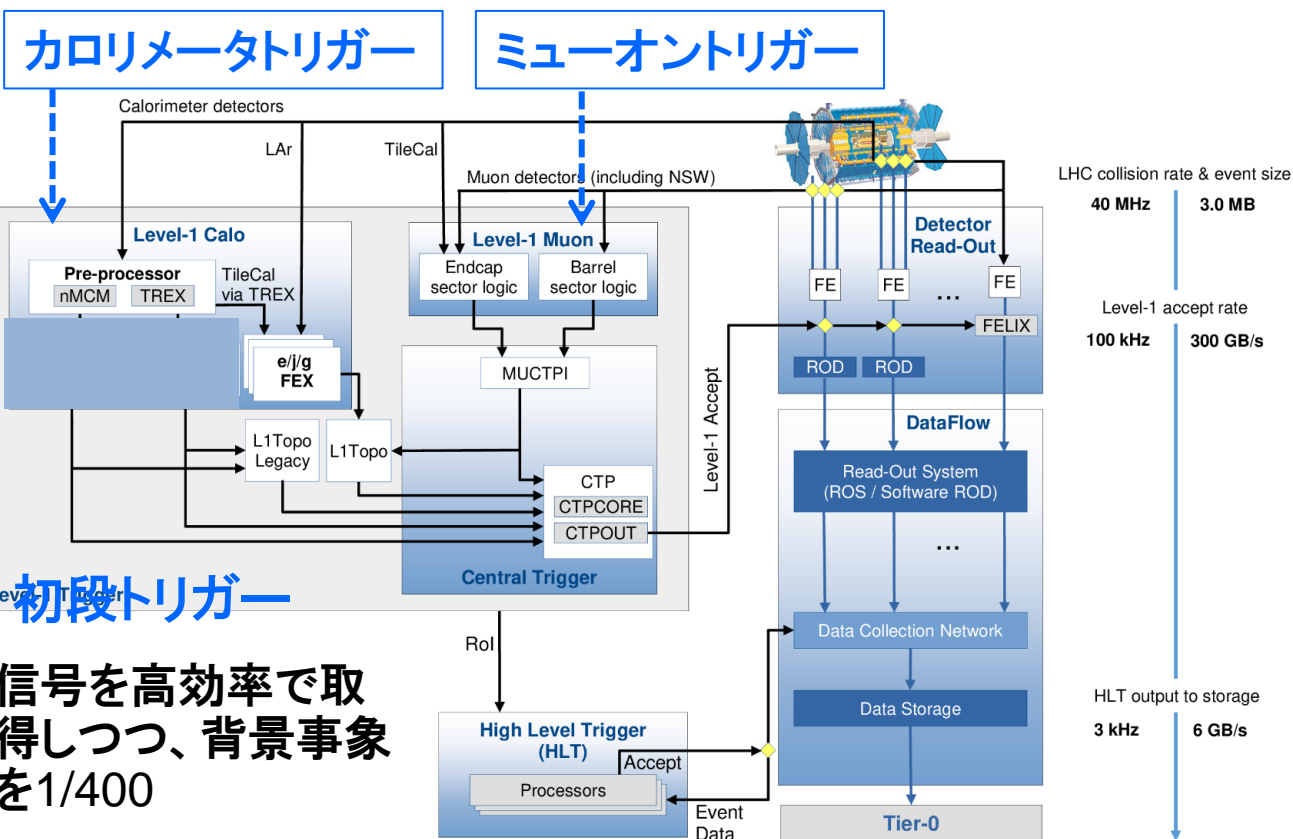 カロリメータトリガー
ミューオントリガー
Calorimeter detectors
LAr
TileCal
Muon detectors (including NSW)
Level-1 Calo
Pre-processor
nMCM
TREX
TileCal
via TREX
e/j/g
FEX
Level-1 Muon
Endcap
sector logic
Barrel
sector logic
MUCTPI
L1Topo
Legacy
L1Topo
CTP
CTPCORE
CTPOUT
Central Trigger
Level-1 Accept
初段トリガー
信号を高効率で取
得しつつ、背景事象
を1/400
RoI
High Level Trigger
(HLT)
Accept
Processors
Event
Data
Detector
Read-Out
FE
FE
...
FE
FELIX
ROD
ROD
DataFlow
Read-Out System
(ROS / Software ROD)
...
Data Collection Network
Data Storage
Tier-0
LHC collision rate & event size
40 MHz
3.0 MB
Level-1 accept rate
100 kHz
300 GB/s
HLT output to storage
3 kHz
6 GB/s